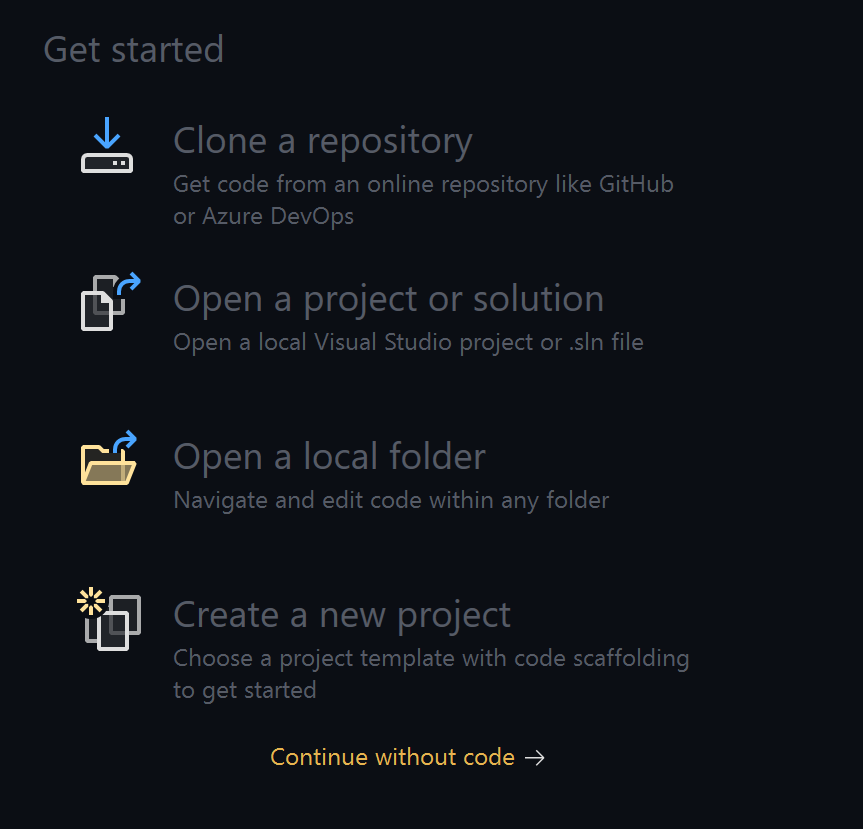 Get started
Clone a repository
Get code from an online repository like GitHub
or Azure DevOps
Open a project or solution
Open a local Visual Studio project or .sln file
Open a local folder
Navigate and edit code within any folder
Create a new project
Choose a project template with code scaffolding
to get started
Continue without code →